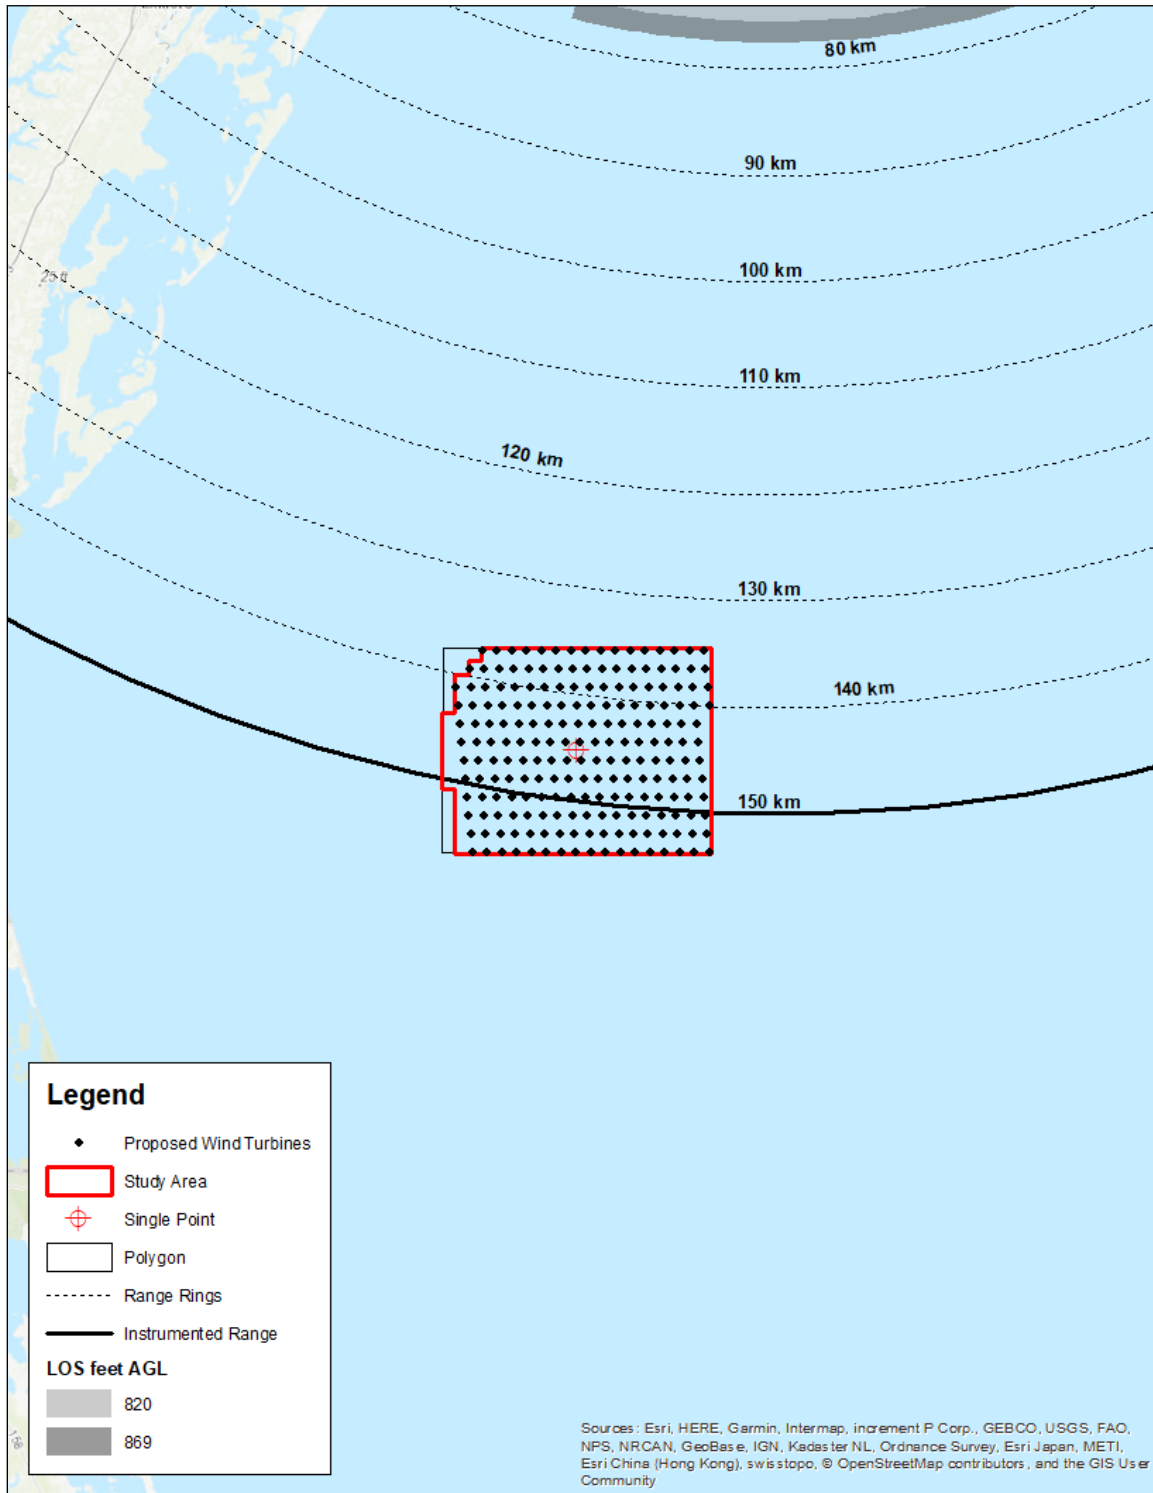 80 km
90 km
100 km
25 ft
110 km
120 km
130 km
140 km
150 km
Legend
Proposed Wind Turbines
Study Area
Single Point
Polygon
Range Rings
Instrumented Range
LOS feet AGL
820
869
158
Sources: Esri, HERE, Garmin, Intermap, increment P Corp., GEBCO, USGS, FAO,
NPS, NRCAN, GeoBase, IGN, Kadaster NL, Ordnance Survey, Esri Japan, METI,
Esri China (Hong Kong), swisstopo, © OpenStreetMap contributors, and the GIS User
Community